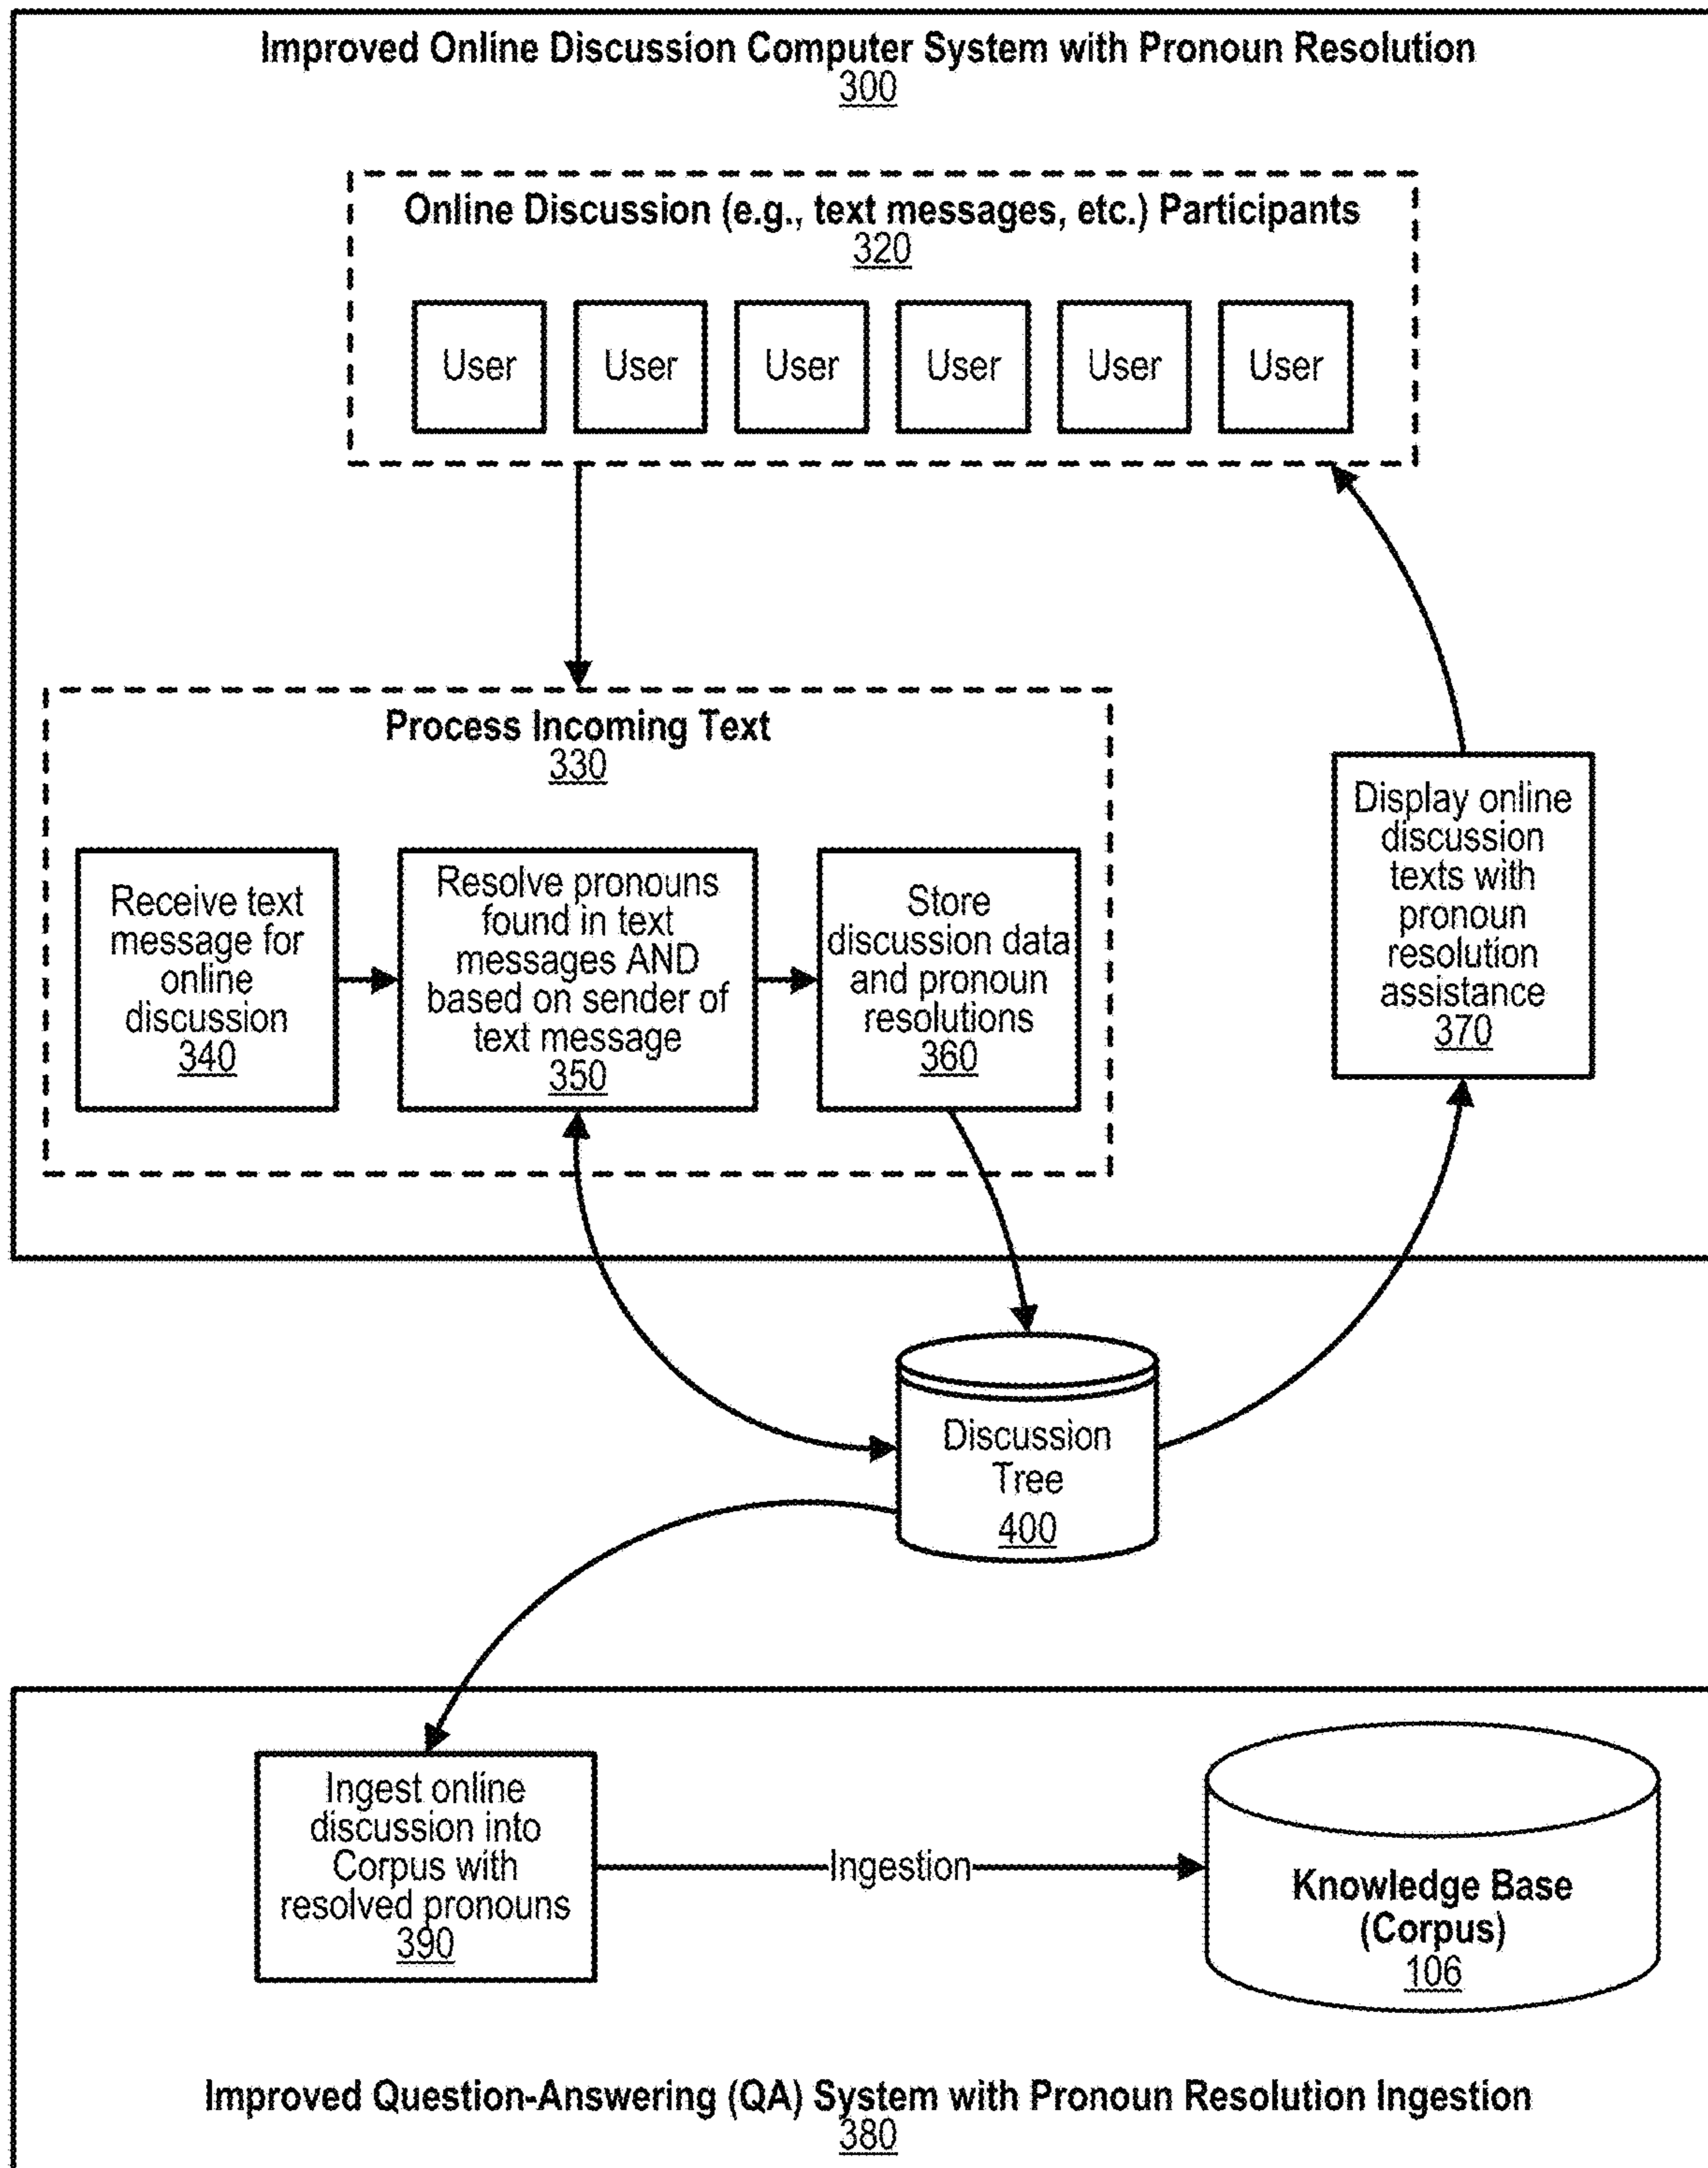 Improved Online Discussion Computer System with Pronoun Resolution
300
Online Discussion (e.g., text messages, etc.) Participants
320
User
User
User
User
User
User
Process Incoming Text
330
Receive text
message for
online
discussion
340
Resolve pronouns
found in text
messages AND
based on sender of
text message
350
Store
discussion data
and pronoun
resolutions
360
Display online
discussion
texts with
pronoun
resolution
assistance
370
Discussion
Tree
400
Ingest online
discussion into
Corpus with
resolved pronouns
390
Ingestion
Knowledge Base
(Corpus)
106
Improved Question-Answering (QA) System with Pronoun Resolution Ingestion
380